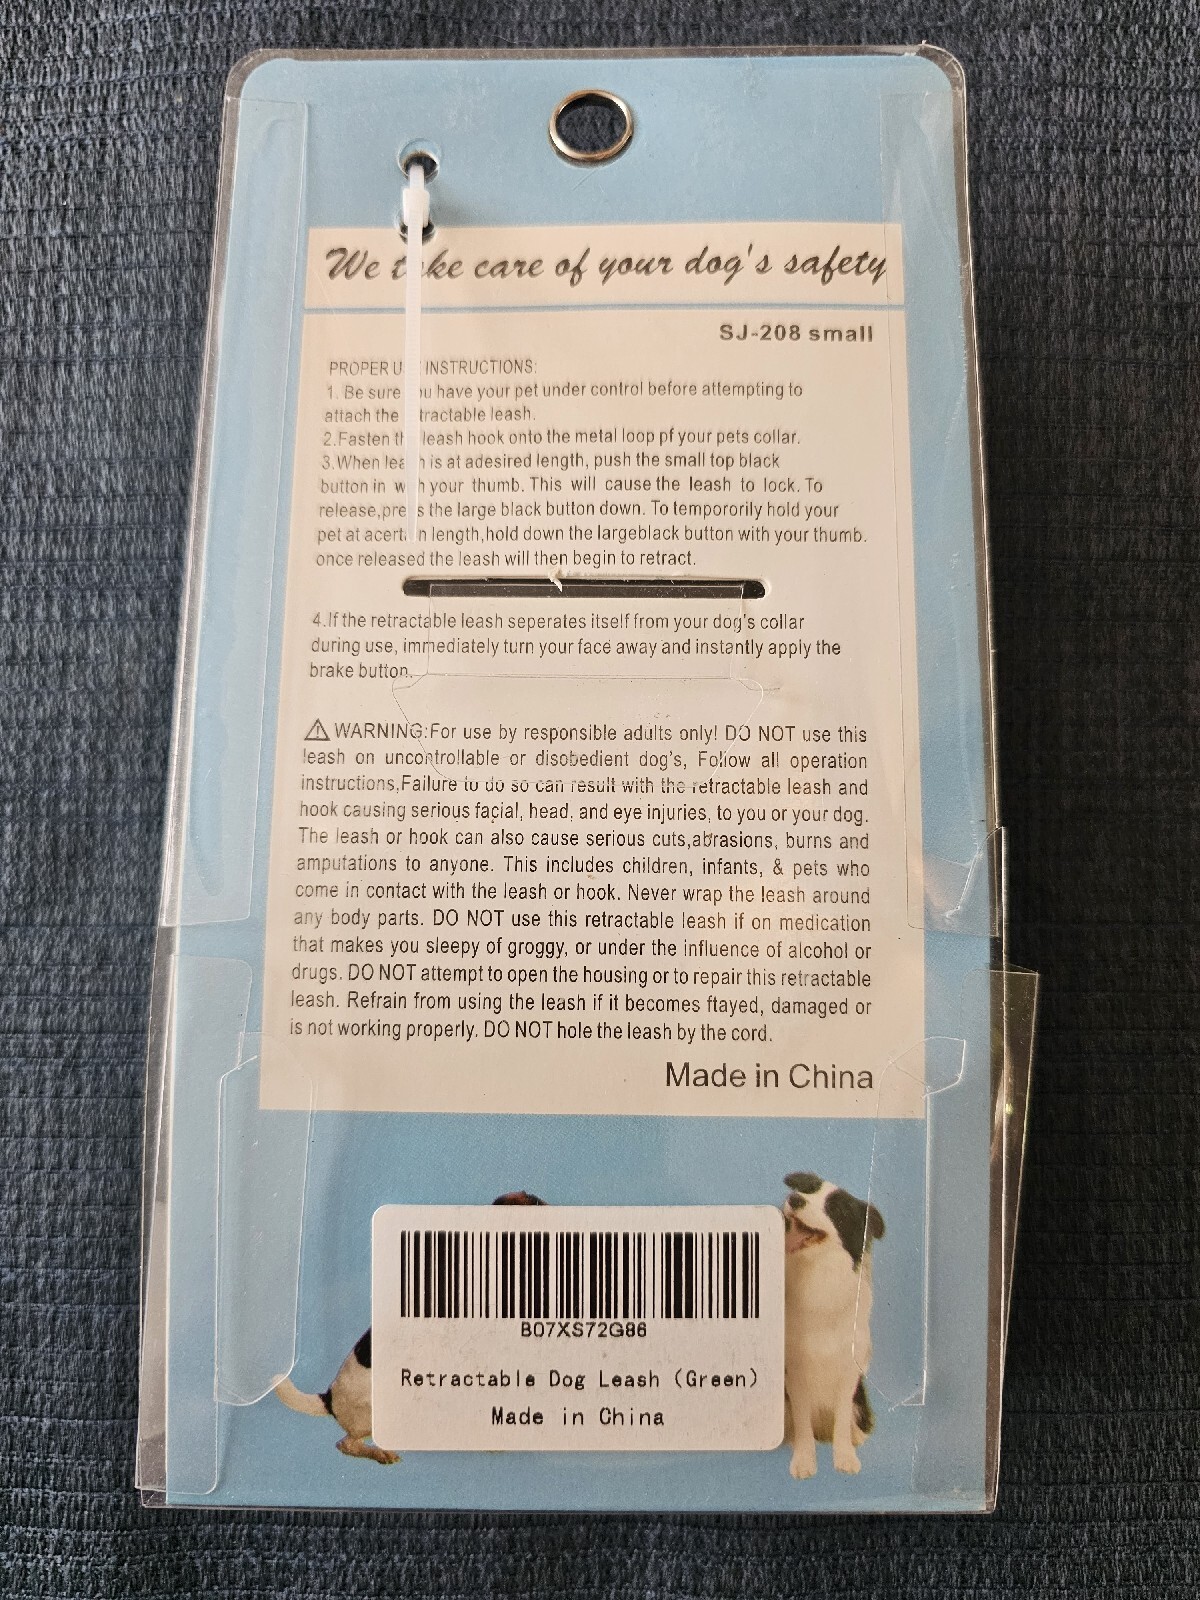 We take care of your dog's safety
SJ-208 small
PROPER U INSTRUCTIONS:
1. Be sure you have your pet under control before attempting to
attach the retractable leash.
2.Fasten the leash hook onto the metal loop pf your pets collar.
3.When leash is at adesired length, push the small top black
button in with your thumb. This will cause the leash to lock. To
release,press the large black button down. To tempororily hold your
pet at acertain length,hold down the largeblack button with your thumb.
once released the leash will then begin to retract.
4.If the retractable leash seperates itself from your dog's collar
during use, immediately turn your face away and instantly apply the
brake button.
WARNING:For use by responsible adults only! DO NOT use this
leash on uncontrollable or disobedient dog's, Follow all operation
instructions,Failure to do so can result with the retractable leash and
hook causing serious facial, head, and eye injuries, to you or your dog.
The leash or hook can also cause serious cuts,abrasions, burns and
amputations to anyone. This includes children, infants, & pets who
come in contact with the leash or hook. Never wrap the leash around
any body parts. DO NOT use this retractable leash if on medication
that makes you sleepy of groggy, or under the influence of alcohol or
drugs. DO NOT attempt to open the housing or to repair this retractable
leash. Refrain from using the leash if it becomes ftayed, damaged or
is not working properly. DO NOT hole the leash by the cord.
Made in China
B07XS72G86
Retractable Dog Leash (Green)
Made in China